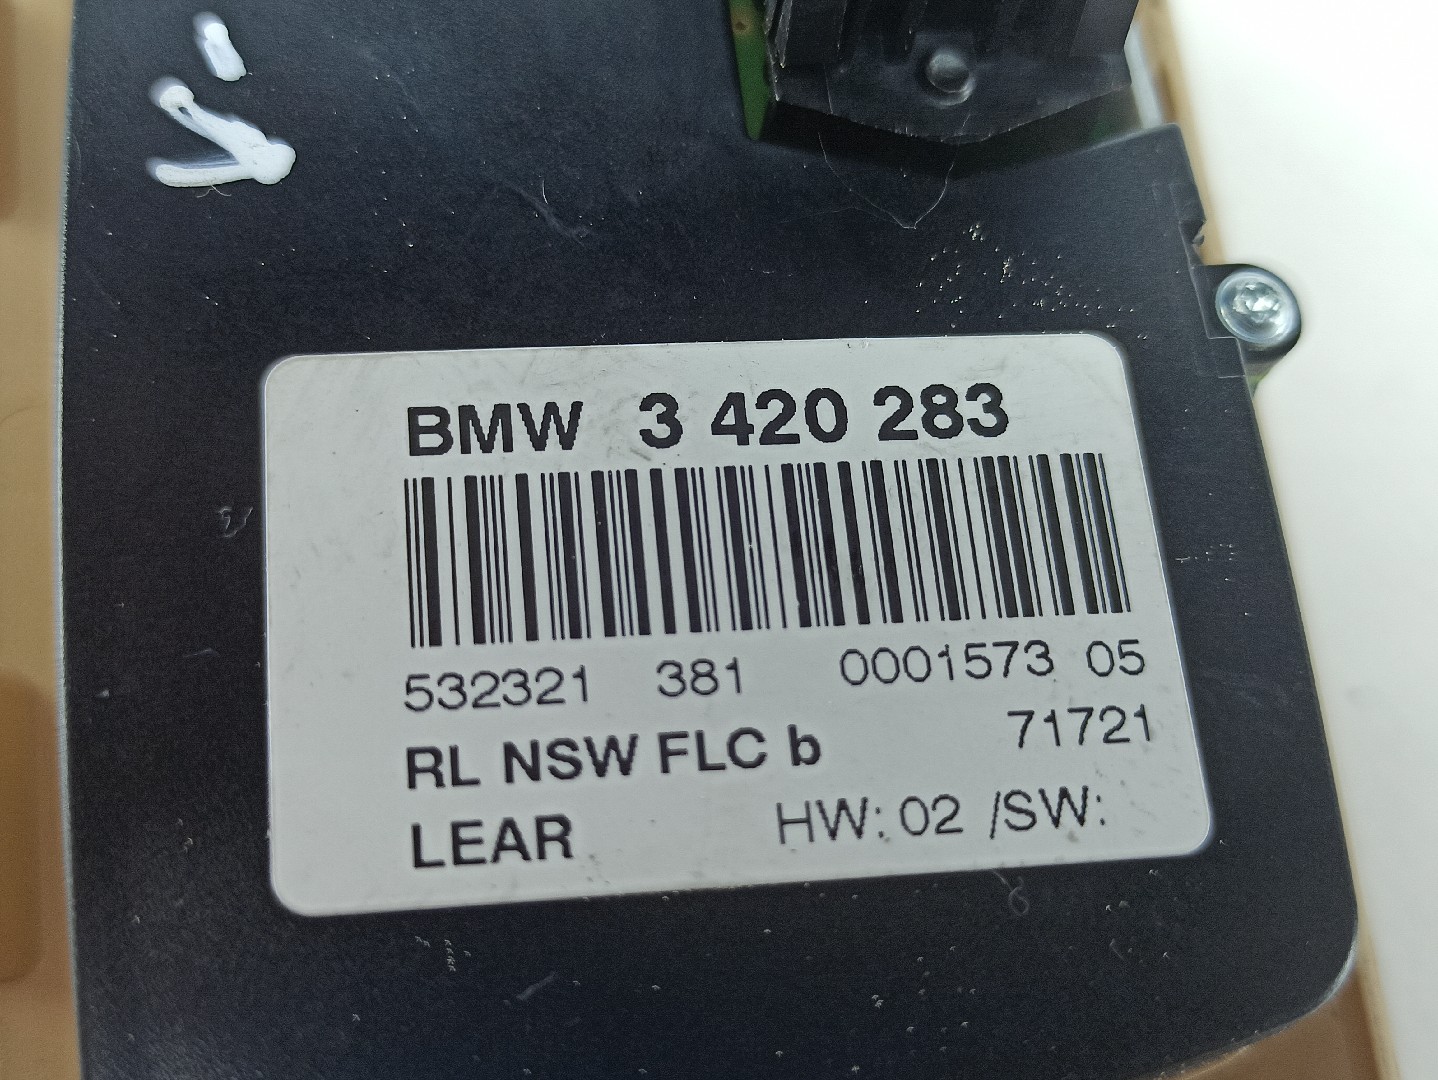 BMW 3 420 283
532321 381 0001573 05
RL NSW FLC b 71721
LEAR HW: 02 /SW: